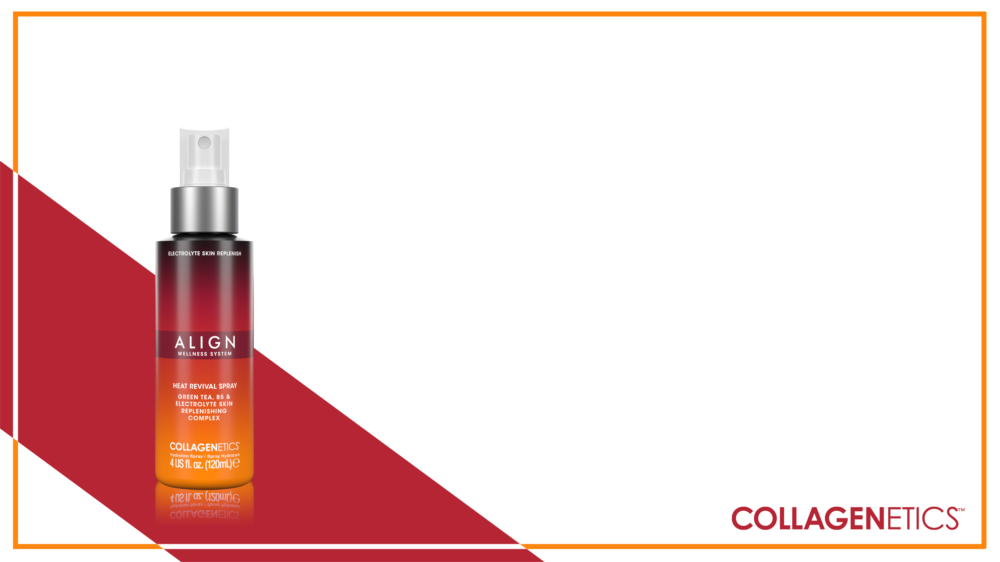 ELECTROLYTE SKIN REPLENISH
ALIGN
WELLNESS SYSTEM
HEAT REVIVAL SPRAY
GREEN TEA, B5 &
ELECTROLYTE SKIN
REPLENISHING
COMPLEX
COLLAGENETICS™
Hydration Spray / Spray Hydratant
4 US fl. oz. (120mL)℮
COLLAGENETICS™